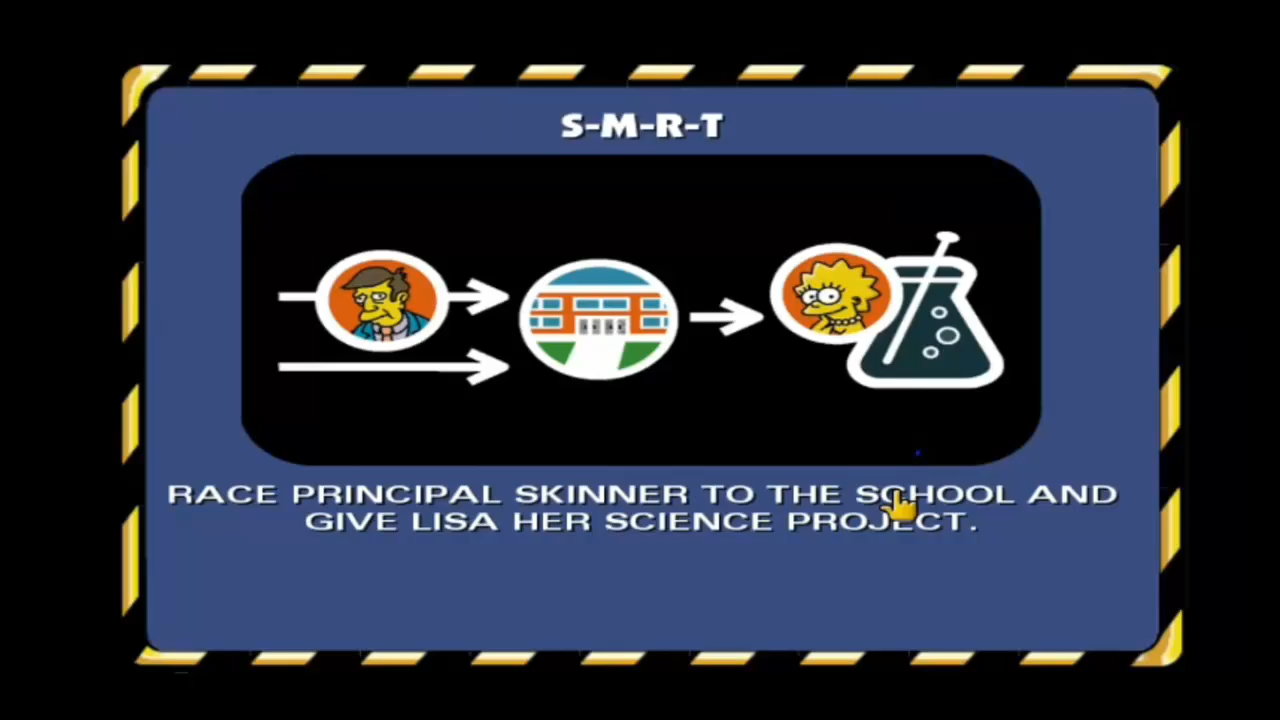 S-M-R-T
RACE PRINCIPAL SKINNER TO THE SCHOOL AND
GIVE LISA HER SCIENCE PROJECT.